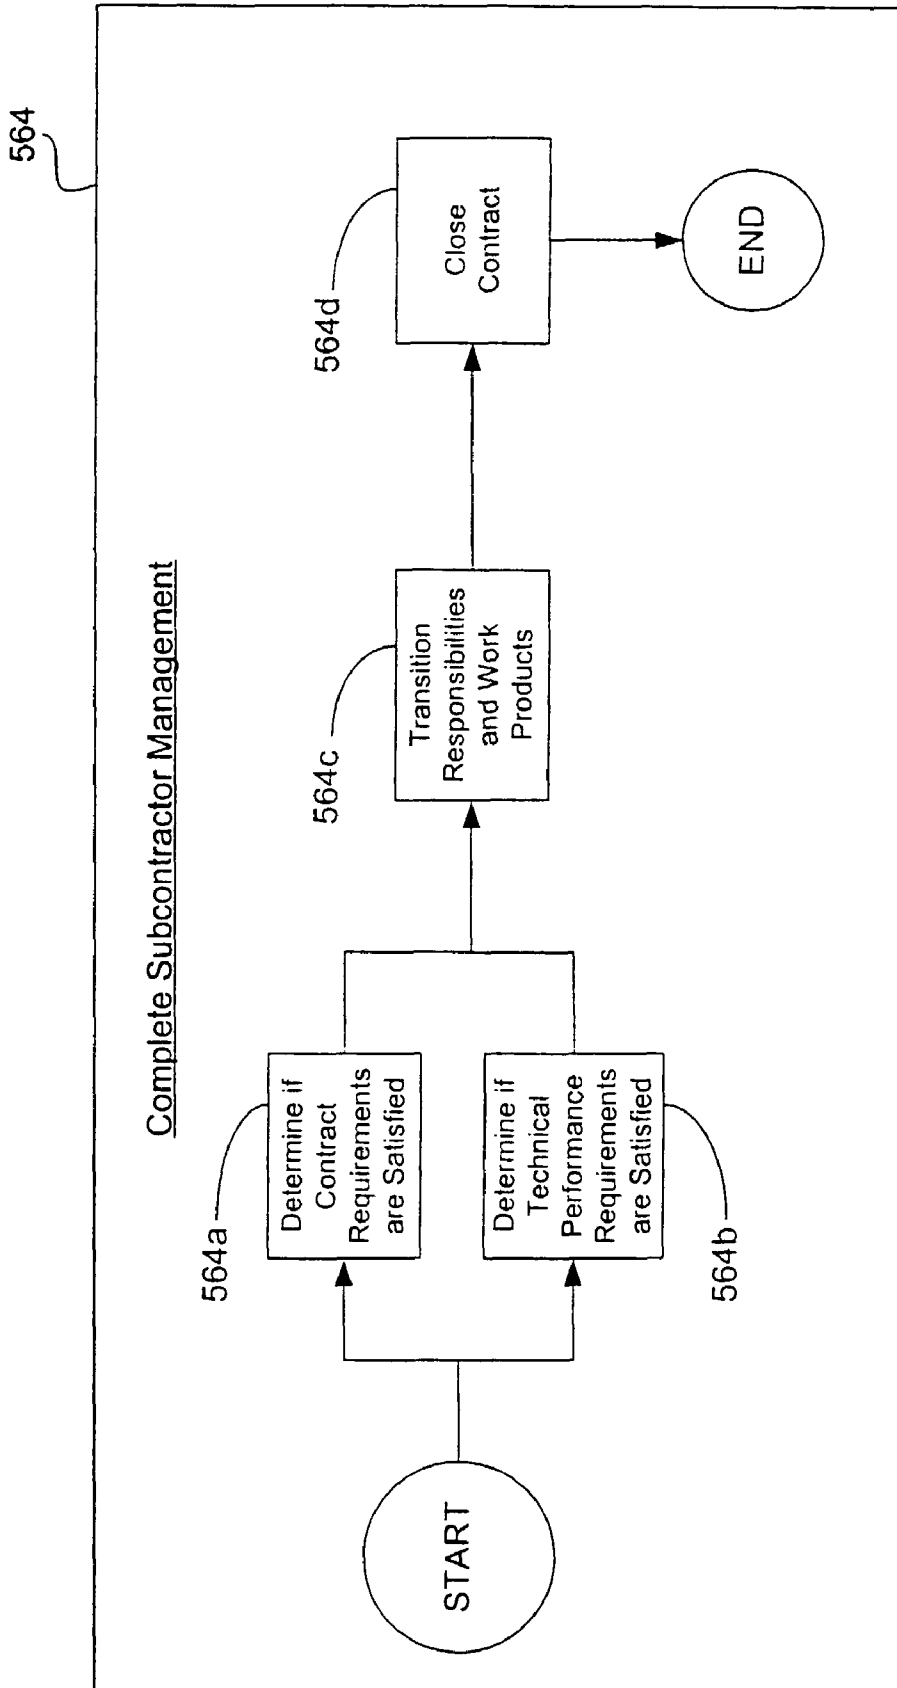 564
Complete Subcontractor Management
START
564a
Determine if
Contract
Requirements
are Satisfied
Determine if
Technical
Performance
Requirements
are Satisfied
564b
564c
Transition
Responsibilities
and Work
Products
564d
Close
Contract
END